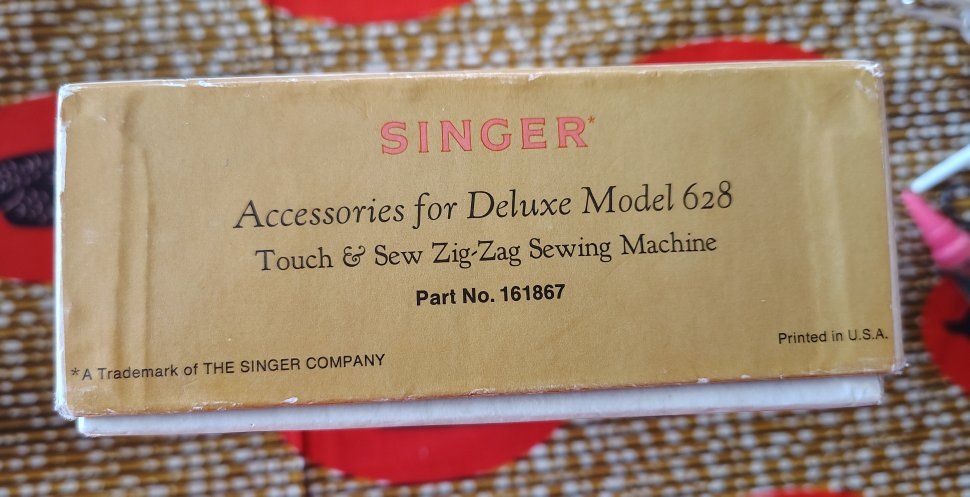 SINGER*
Accessories for Deluxe Model 628
Touch & Sew Zig-Zag Sewing Machine
Part No. 161867
Printed in U.S.A.
*A Trademark of THE SINGER COMPANY